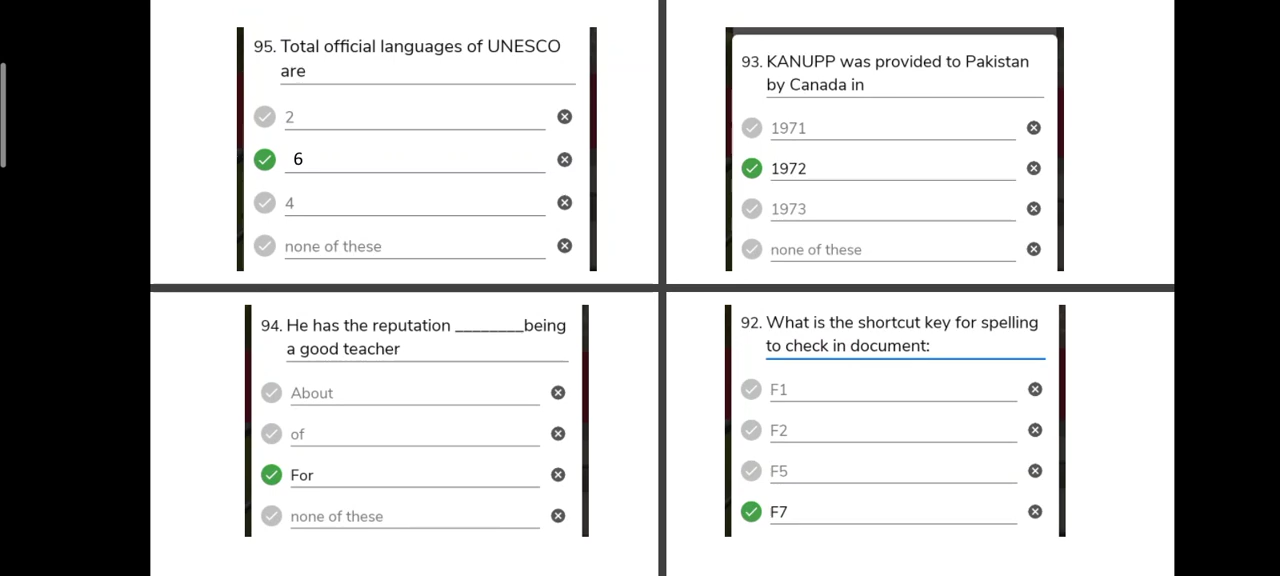 95. Total official languages of UNESCO
are
2
6
4
none of these
93. KANUPP was provided to Pakistan
by Canada in
1971
1972
1973
none of these
94. He has the reputation ________being
a good teacher
About
of
For
none of these
92. What is the shortcut key for spelling
to check in document:
F1
F2
F5
F7